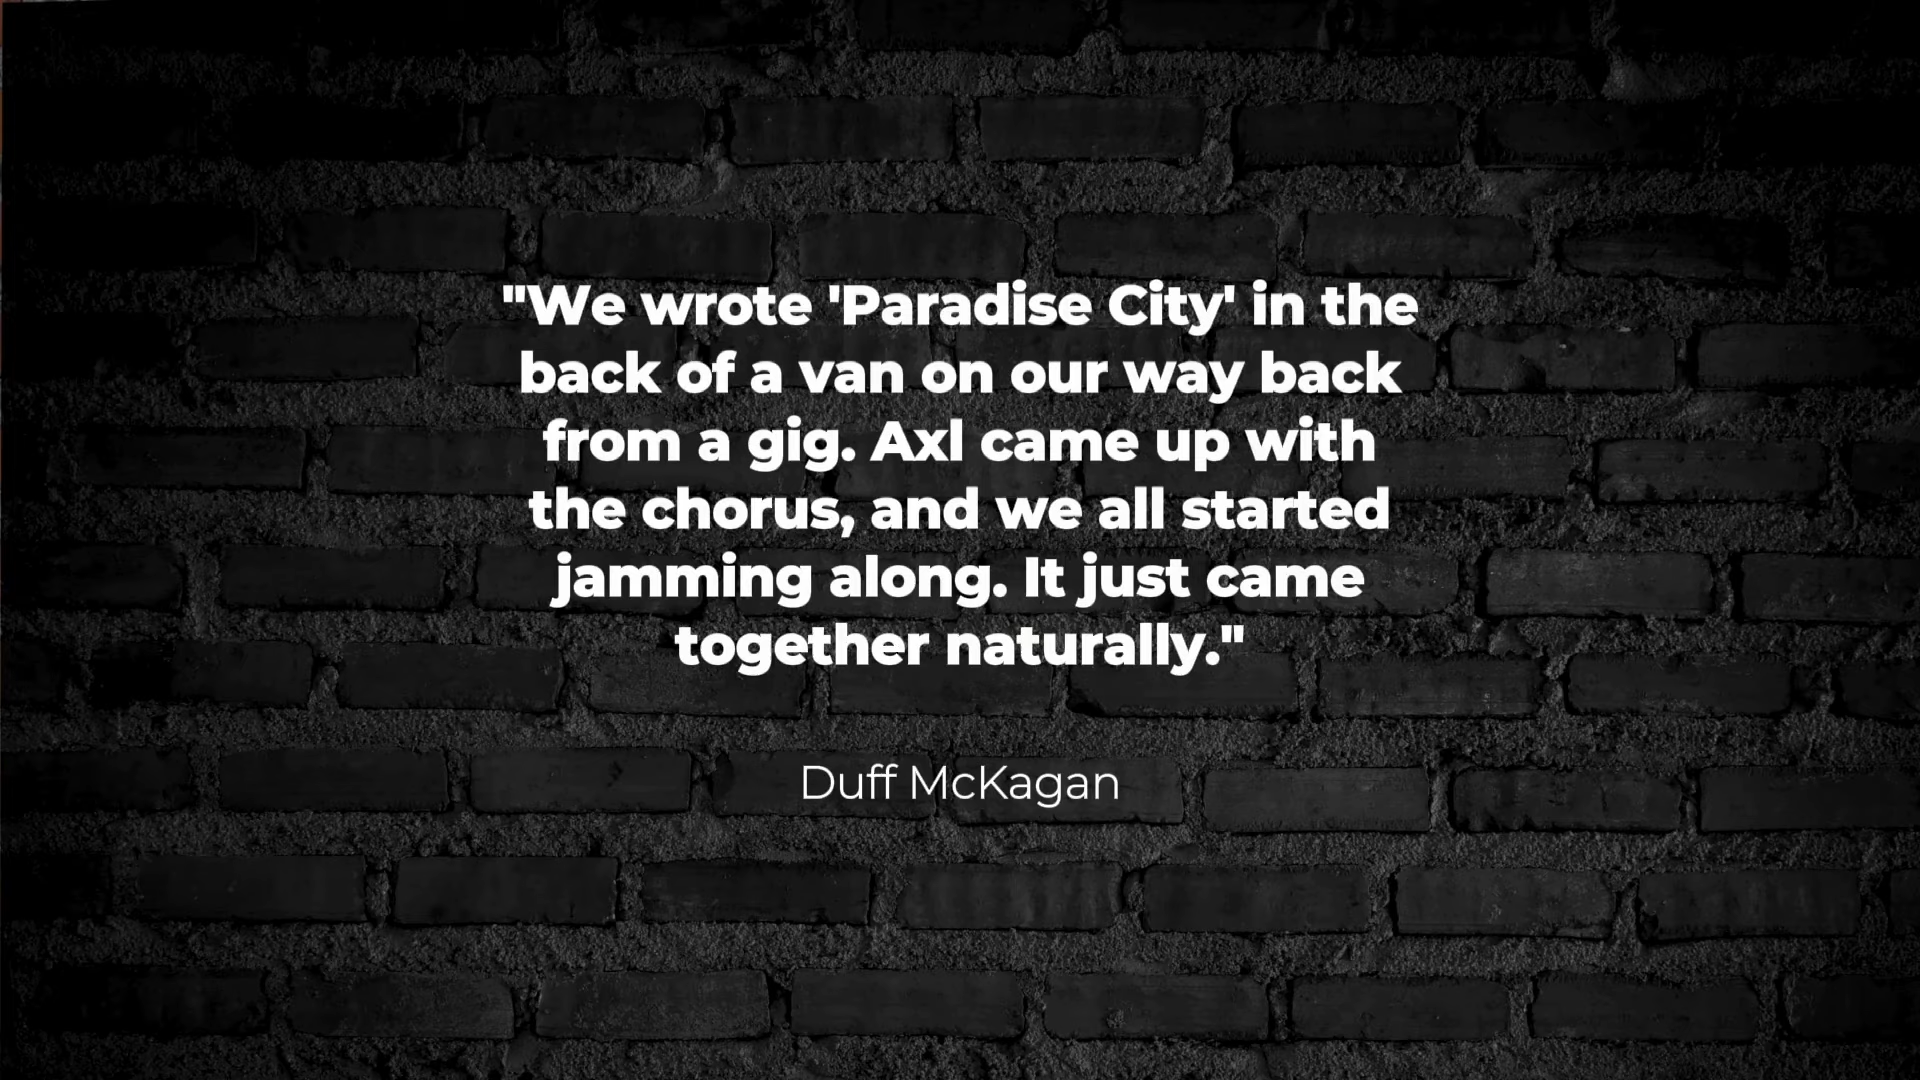 "We wrote 'Paradise City' in the
back of a van on our way back
from a gig. Axl came up with
the chorus, and we all started
jamming along. It just came
together naturally."
Duff McKagan